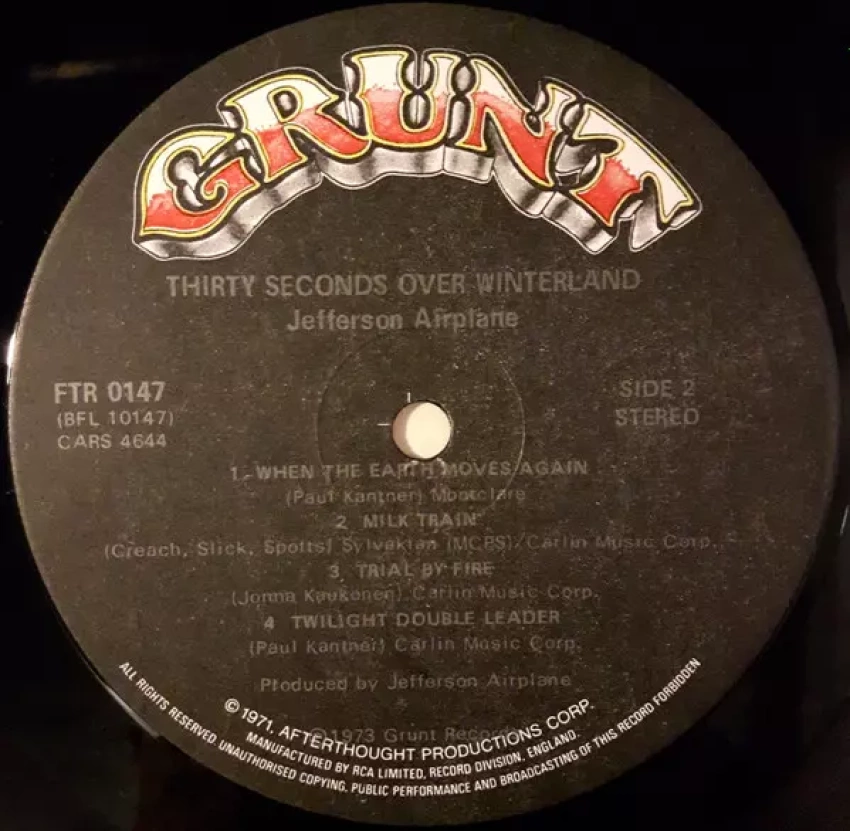 GRUNT
THIRTY SECONDS OVER WINTERLAND
Jefferson Airplane
FTR 0147
(BFL 10147)
CARS 4644
SIDE 2
STEREO
1. WHEN THE EARTH MOVES AGAIN
(Paul Kantner) Montclare
2. MILK TRAIN
(Creach, Slick, Spotts) (MCPS)/Carlin Music Corp.
3. TRIAL BY FIRE
(Jorma Kaukonen) Carlin Music Corp.
4 TWILIGHT DOUBLE LEADER
(Paul Kantner) Carlin Music Corp.
Produced by Jefferson Airplane
℗ 1973 Grunt Records
© 1971, AFTERTHOUGHT PRODUCTIONS CORP.
MANUFACTURED BY RCA LIMITED, RECORD DIVISION, ENGLAND.
ALL RIGHTS RESERVED. UNAUTHORISED COPYING, PUBLIC PERFORMANCE AND BROADCASTING OF THIS RECORD FORBIDDEN